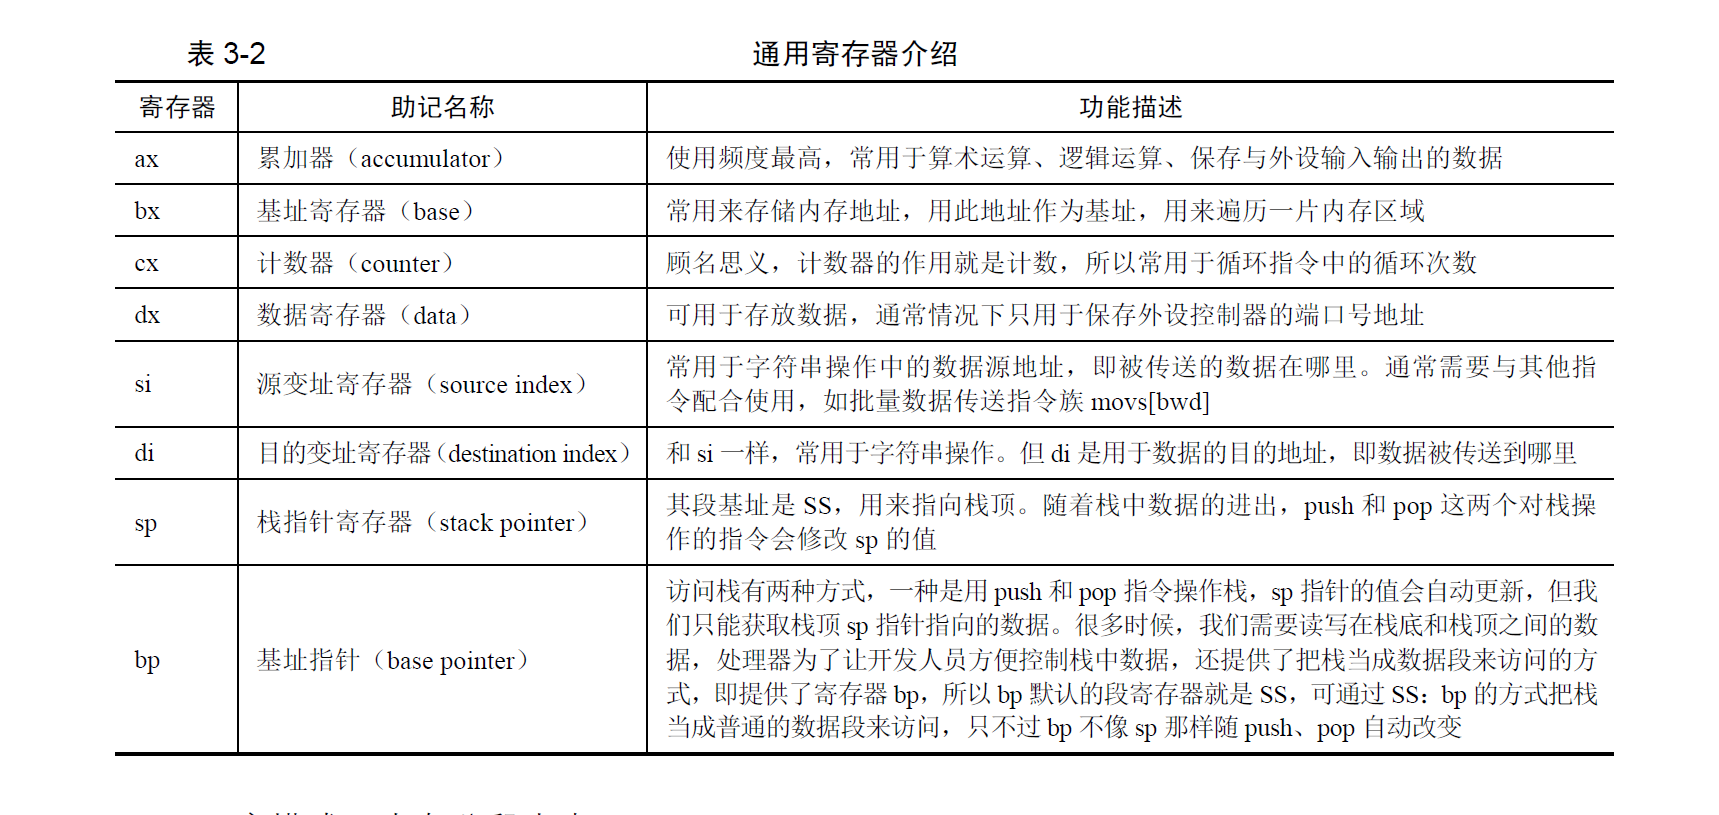 表 3-2 通用寄存器介绍
寄存器 助记名称 功能描述
ax 累加器（accumulator） 使用频度最高，常用于算术运算、逻辑运算、保存与外设输入输出的数据
bx 基址寄存器（base） 常用来存储内存地址，用此地址作为基址，用来遍历一片内存区域
cx 计数器（counter） 顾名思义，计数器的作用就是计数，所以常用于循环指令中的循环次数
dx 数据寄存器（data） 可用于存放数据，通常情况下只用于保存外设控制器的端口号地址
si 源变址寄存器（source index） 常用于字符串操作中的数据源地址，即被传送的数据在哪里。通常需要与其他指
令配合使用，如批量数据传送指令族 movs[bwd]
di 目的变址寄存器（destination index） 和 si 一样，常用于字符串操作。但 di 是用于数据的目的地址，即数据被传送到哪里
sp 栈指针寄存器（stack pointer） 其段基址是 SS，用来指向栈顶。随着栈中数据的进出，push 和 pop 这两个对栈操
作的指令会修改 sp 的值
bp 基址指针（base pointer） 访问栈有两种方式，一种是用 push 和 pop 指令操作栈，sp 指针的值会自动更新，但我
们只能获取栈顶 sp 指针指向的数据。很多时候，我们需要读写在栈底和栈顶之间的数
据，处理器为了让开发人员方便控制栈中数据，还提供了把栈当成数据段来访问的方
式，即提供了寄存器 bp，所以 bp 默认的段寄存器就是 SS，可通过 SS：bp 的方式把栈
当成普通的数据段来访问，只不过 bp 不像 sp 那样随 push、pop 自动改变